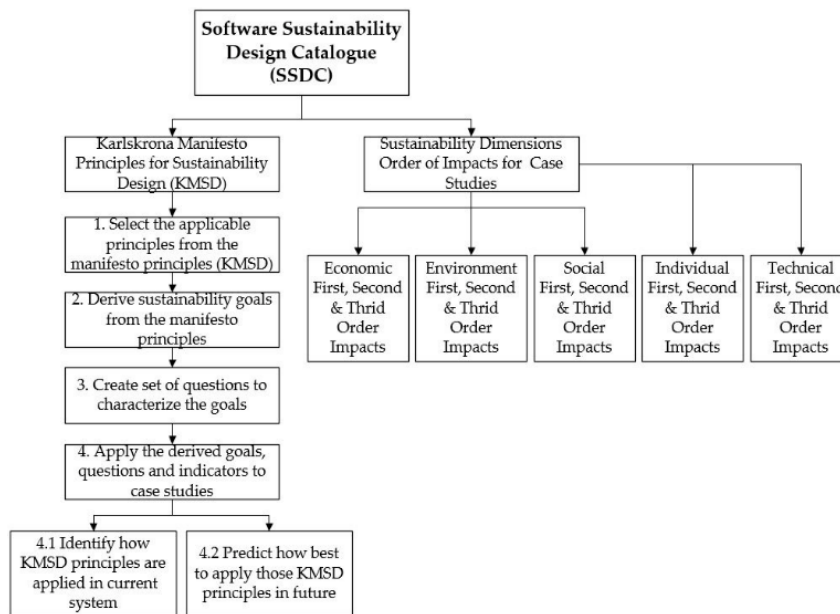 Software Sustainability
Design Catalogue
(SSDC)
Karlskrona Manifesto
Principles for Sustainability
Design (KMSD)
Sustainability Dimensions
Order of Impacts for Case
Studies
1. Select the applicable
principles from the
manifesto principles (KMSD)
2. Derive sustainability goals
from the manifesto
principles
3. Create set of questions to
characterize the goals
4. Apply the derived goals,
questions and indicators to
case studies
4.1 Identify how
KMSD principles are
applied in current
system
4.2 Predict how best
to apply those KMSD
principles in future
Economic
First, Second
& Thrid
Order
Impacts
Environment
First, Second
& Thrid
Order
Impacts
Social
First, Second
& Thrid
Order
Impacts
Individual
First, Second
& Thrid
Order
Impacts
Technical
First, Second
& Thrid
Order
Impacts